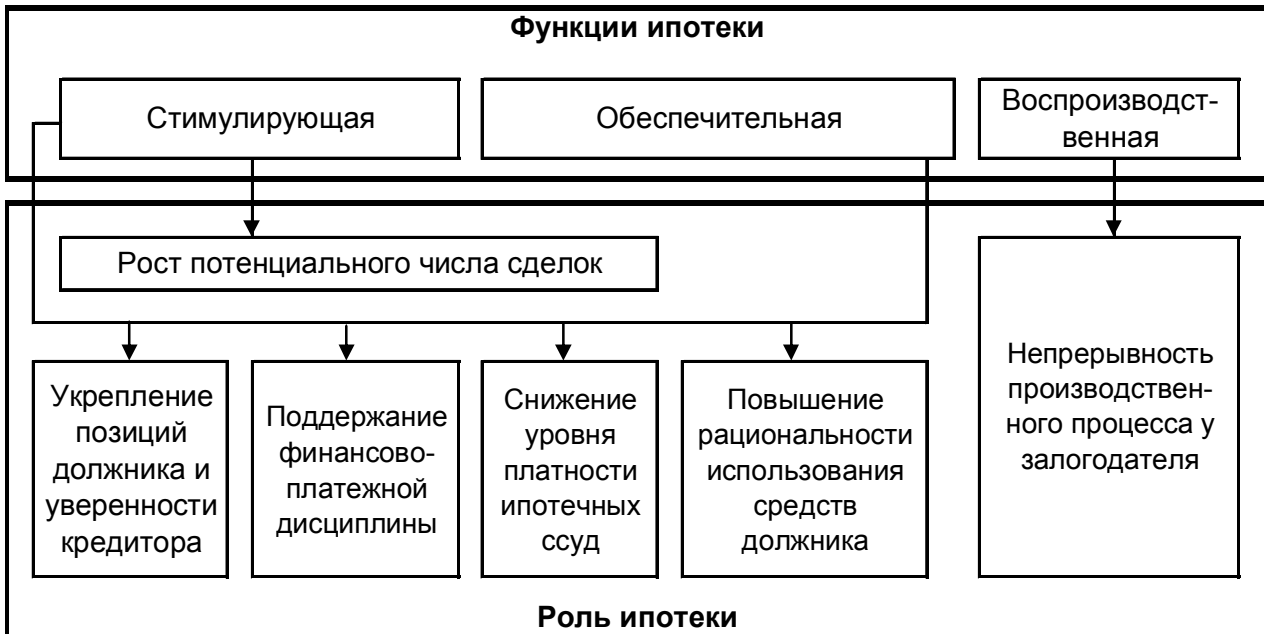 Функции ипотеки
Стимулирующая
Обеспечительная
Воспроизводст-
венная
Рост потенциального числа сделок
Укрепление
позиций
должника и
уверенности
кредитора
Поддержание
финансово-
платежной
дисциплины
Снижение
уровня
платности
ипотечных
ссуд
Повышение
рациональности
использования
средств
должника
Непрерывность
производствен-
ного процесса у
залогодателя
Роль ипотеки